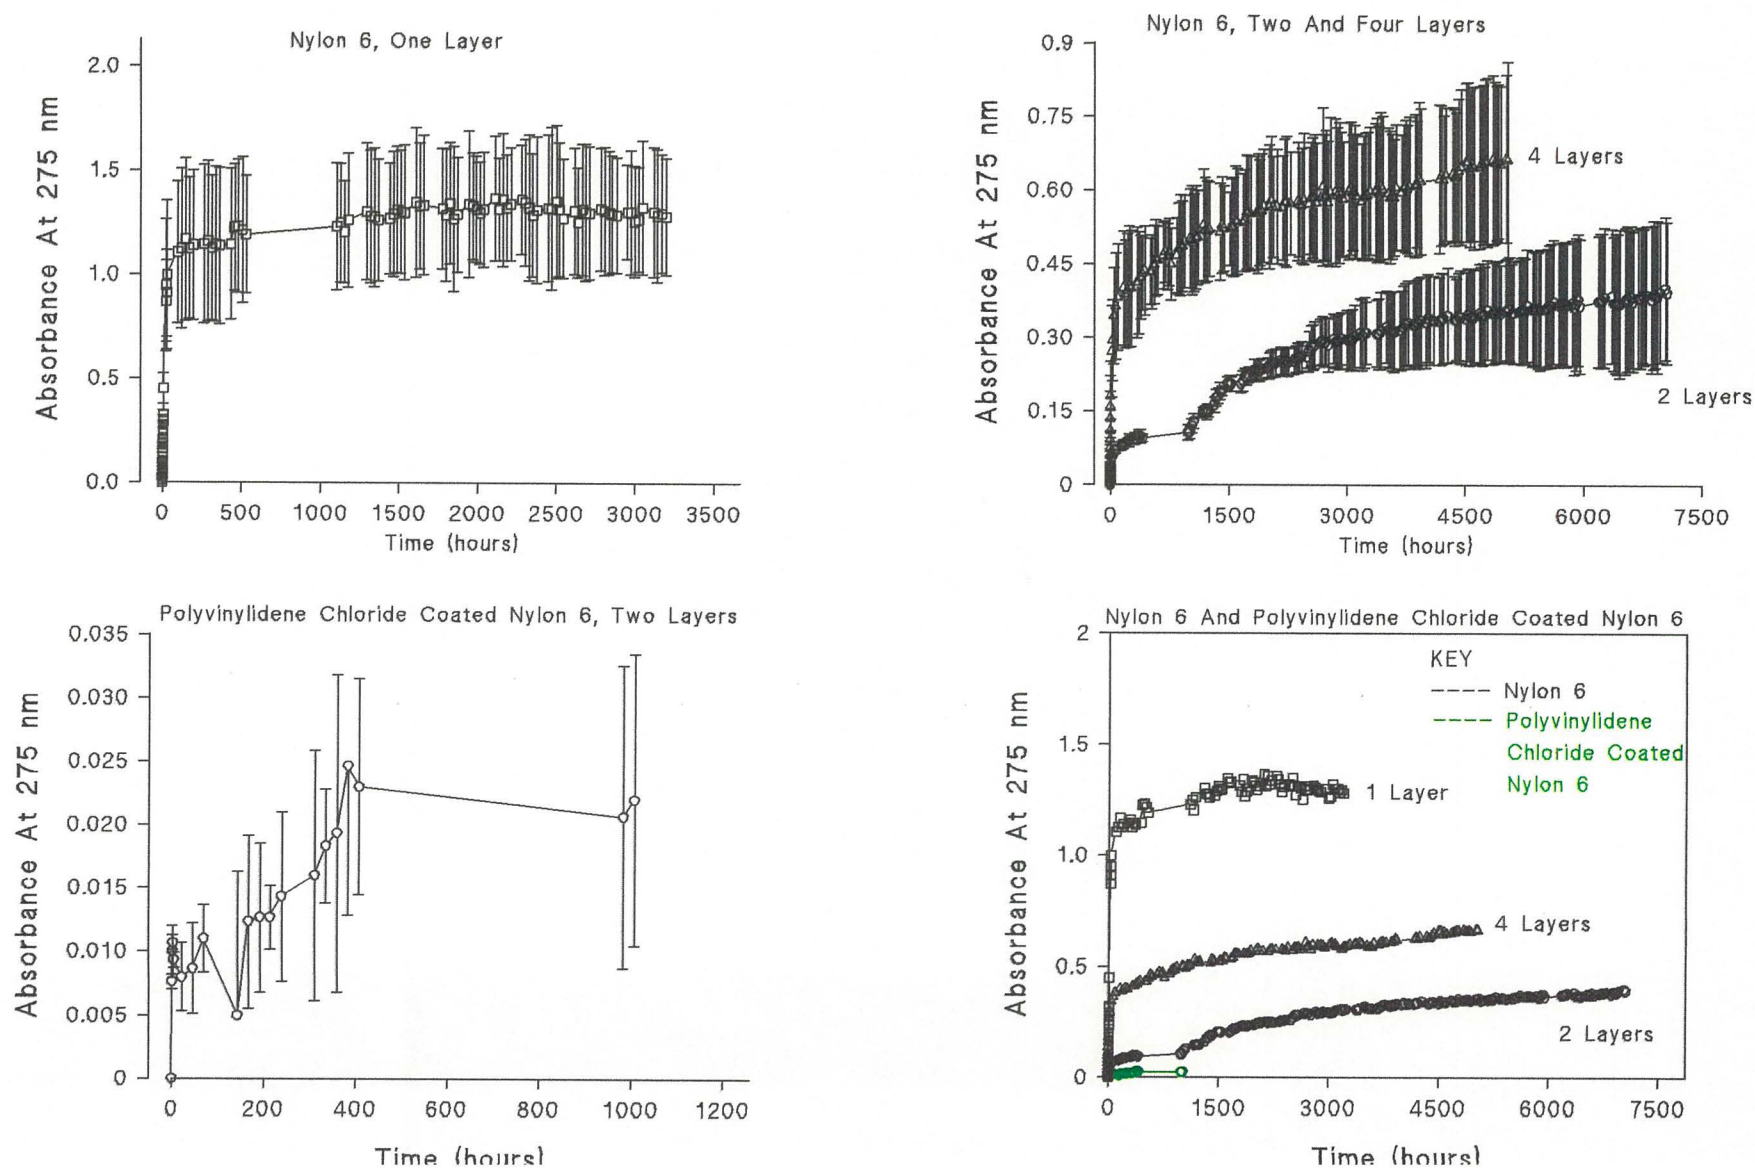 Nylon 6, One Layer
Absorbance At 275 nm
2.0
1.5
1.0
0.5
0.0
0 500 1000 1500 2000 2500 3000 3500
Time (hours)
Nylon 6, Two And Four Layers
Absorbance At 275 nm
0.9
0.75
0.60
0.45
0.30
0.15
0
4 Layers
2 Layers
0 1500 3000 4500 6000 7500
Time (hours)
Polyvinylidene Chloride Coated Nylon 6, Two Layers
Absorbance At 275 nm
0.035
0.030
0.025
0.020
0.015
0.010
0.005
0
0 200 400 600 800 1000 1200
Time (hours)
Nylon 6 And Polyvinylidene Chloride Coated Nylon 6
Absorbance At 275 nm
2
1.5
1.0
0.5
0
KEY
Nylon 6
Polyvinylidene
Chloride Coated
Nylon 6
1 Layer
4 Layers
2 Layers
0 1500 3000 4500 6000 7500
Time (hours)